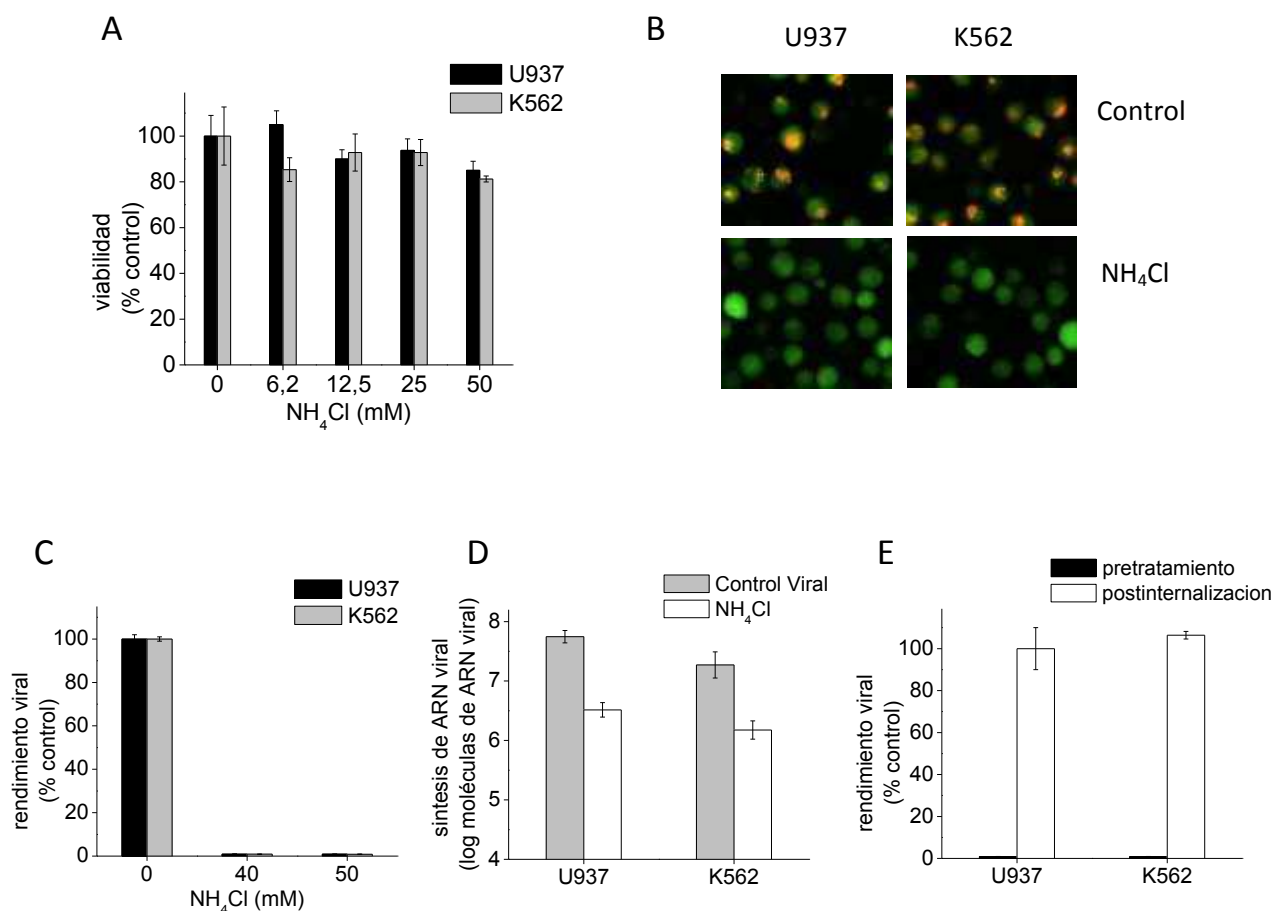 A
U937
K562
viabilidad
(% control)
100
80
60
40
20
0
0 6,2 12,5 25 50
NH₄Cl (mM)
B
U937 K562
Control
NH₄Cl
C
U937
K562
rendimiento viral
(% control)
100
80
60
40
20
0
0 40 50
NH₄Cl (mM)
D
Control Viral
NH₄Cl
sintesis de ARN viral
(log moléculas de ARN viral)
8
7
6
5
4
U937 K562
E
pretratamiento
postinternalizacion
rendimiento viral
(% control)
100
80
60
40
20
0
U937 K562